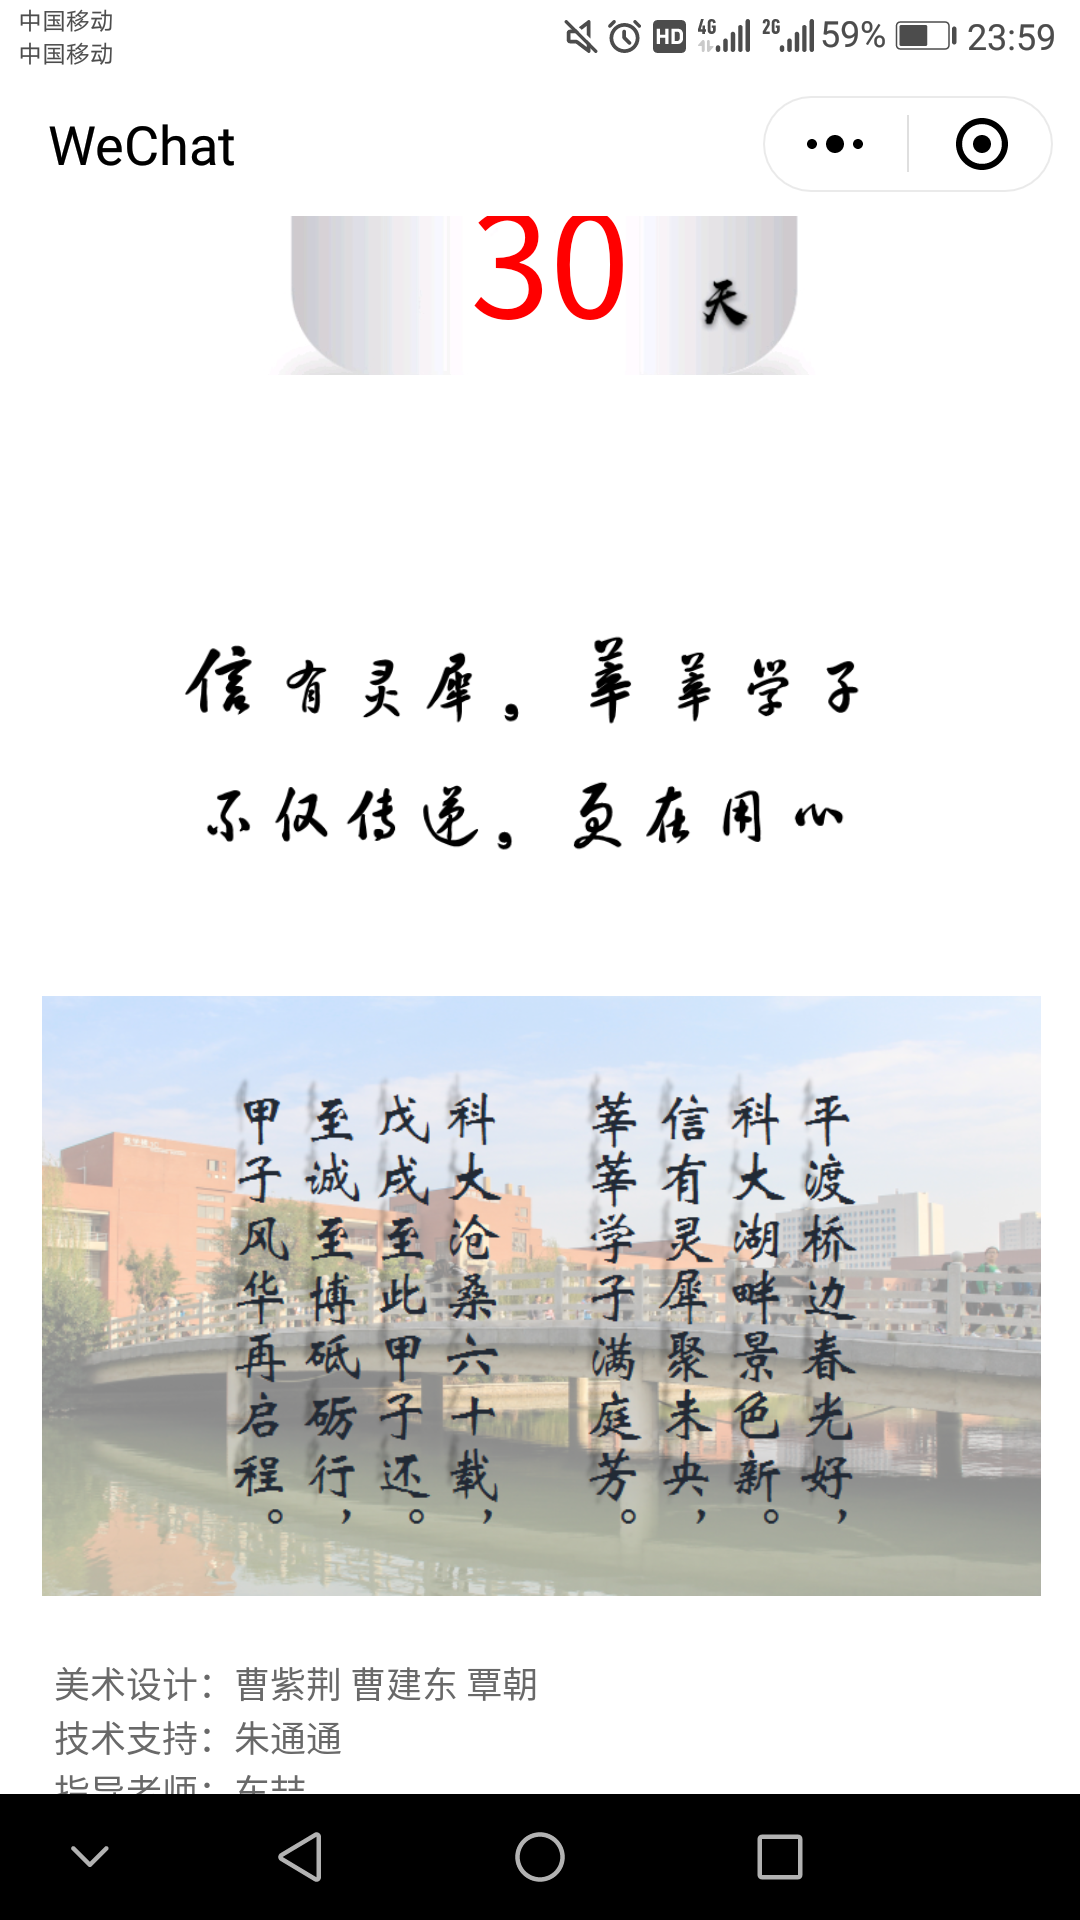 中国移动
中国移动
HD 4G 2G 59% 23:59
WeChat
30
天
信有灵犀，莘莘学子
不仅传递，更在用心
平渡桥边春光好，
科大湖畔景色新。
信有灵犀聚未央，
莘莘学子满庭芳。
科大沧桑六十载，
戊戌至此甲子还。
至诚至博砥砺行，
甲子风华再启程。
美术设计：曹紫荆 曹建东 覃朝
技术支持：朱通通
指导老师：车喆